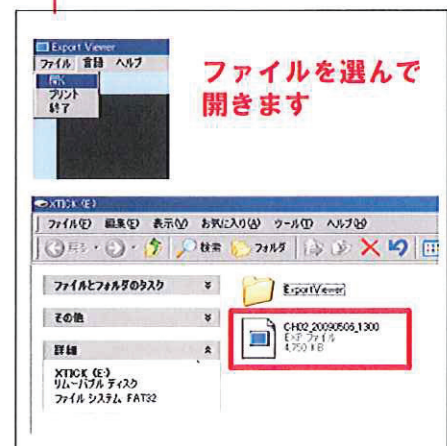 Export Viewer
ファイル 言語 ヘルプ
開く
プリント
終了
ファイルを選んで
開きます
XTICK (E:)
ファイル(F) 編集(E) 表示(V) お気に入り(A) ツール(T) ヘルプ(H)
戻る 検索 フォルダ
ファイルとフォルダのタスク
ExportViewer
その他
CH02_20090506_1300
EXP ファイル
4,750 KB
詳細
XTICK (E:)
リムーバブル ディスク
ファイル システム: FAT32